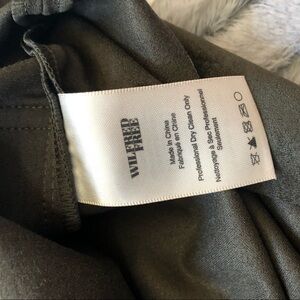 WILFRED
FREE
Made in China
Fabriqué en Chine
Professional Dry Clean Only
Nettoyage à Sec Professionnel
Seulement